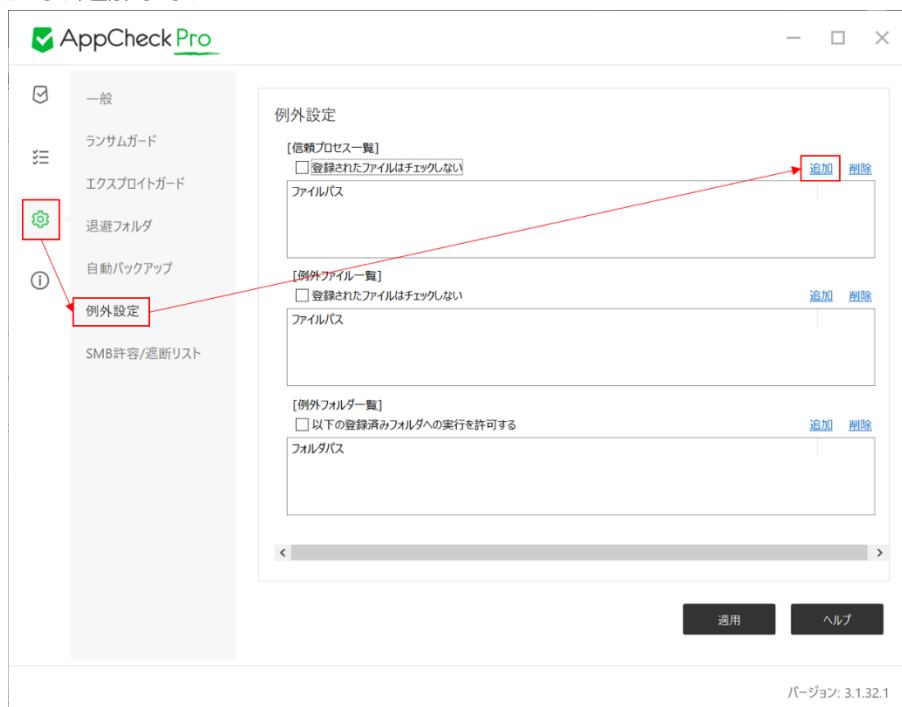 AppCheck Pro
一般
ランサムガード
エクスプロイトガード
退避フォルダ
自動バックアップ
例外設定
SMB許容/遮断リスト
例外設定
[信頼プロセス一覧]
登録されたファイルはチェックしない 追加 削除
ファイルパス
[例外ファイル一覧]
登録されたファイルはチェックしない 追加 削除
ファイルパス
[例外フォルダ一覧]
以下の登録済みフォルダへの実行を許可する 追加 削除
フォルダパス
適用 ヘルプ
バージョン: 3.1.32.1